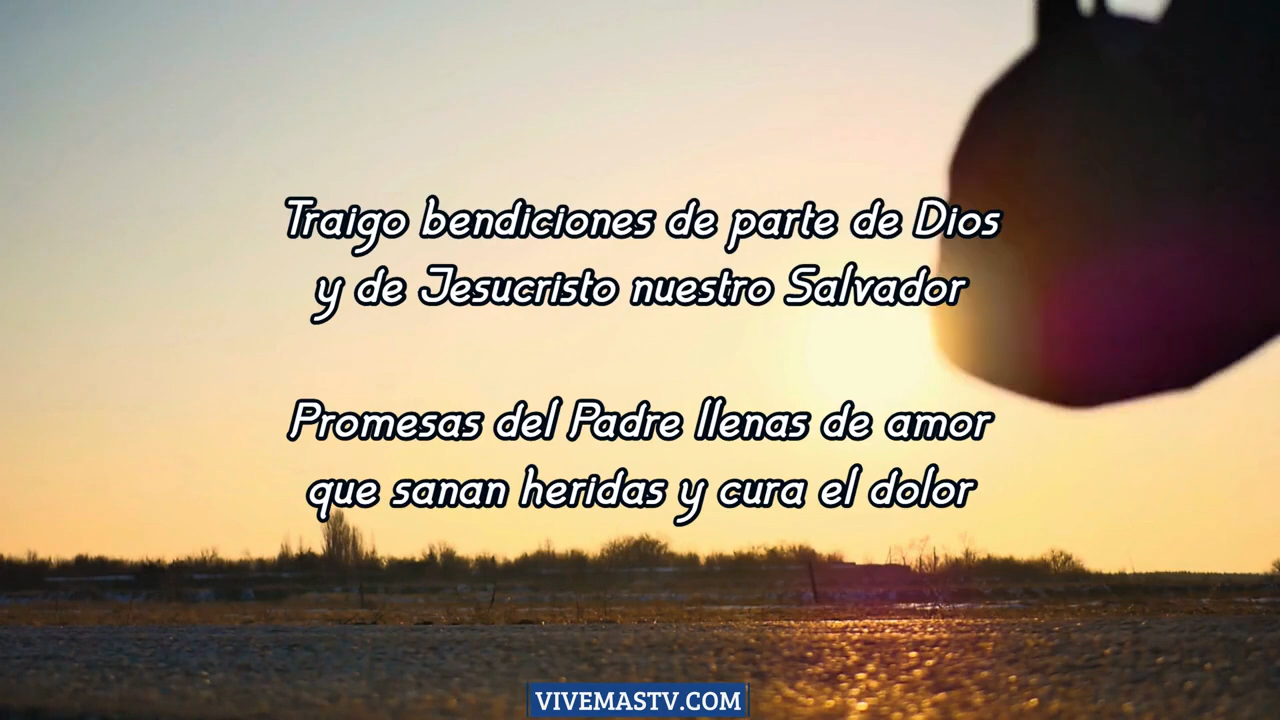 Traigo bendiciones de parte de Dios
y de Jesucristo nuestro Salvador
Promesas del Padre llenas de amor
que sanan heridas y cura el dolor
VIVEMASTV.COM